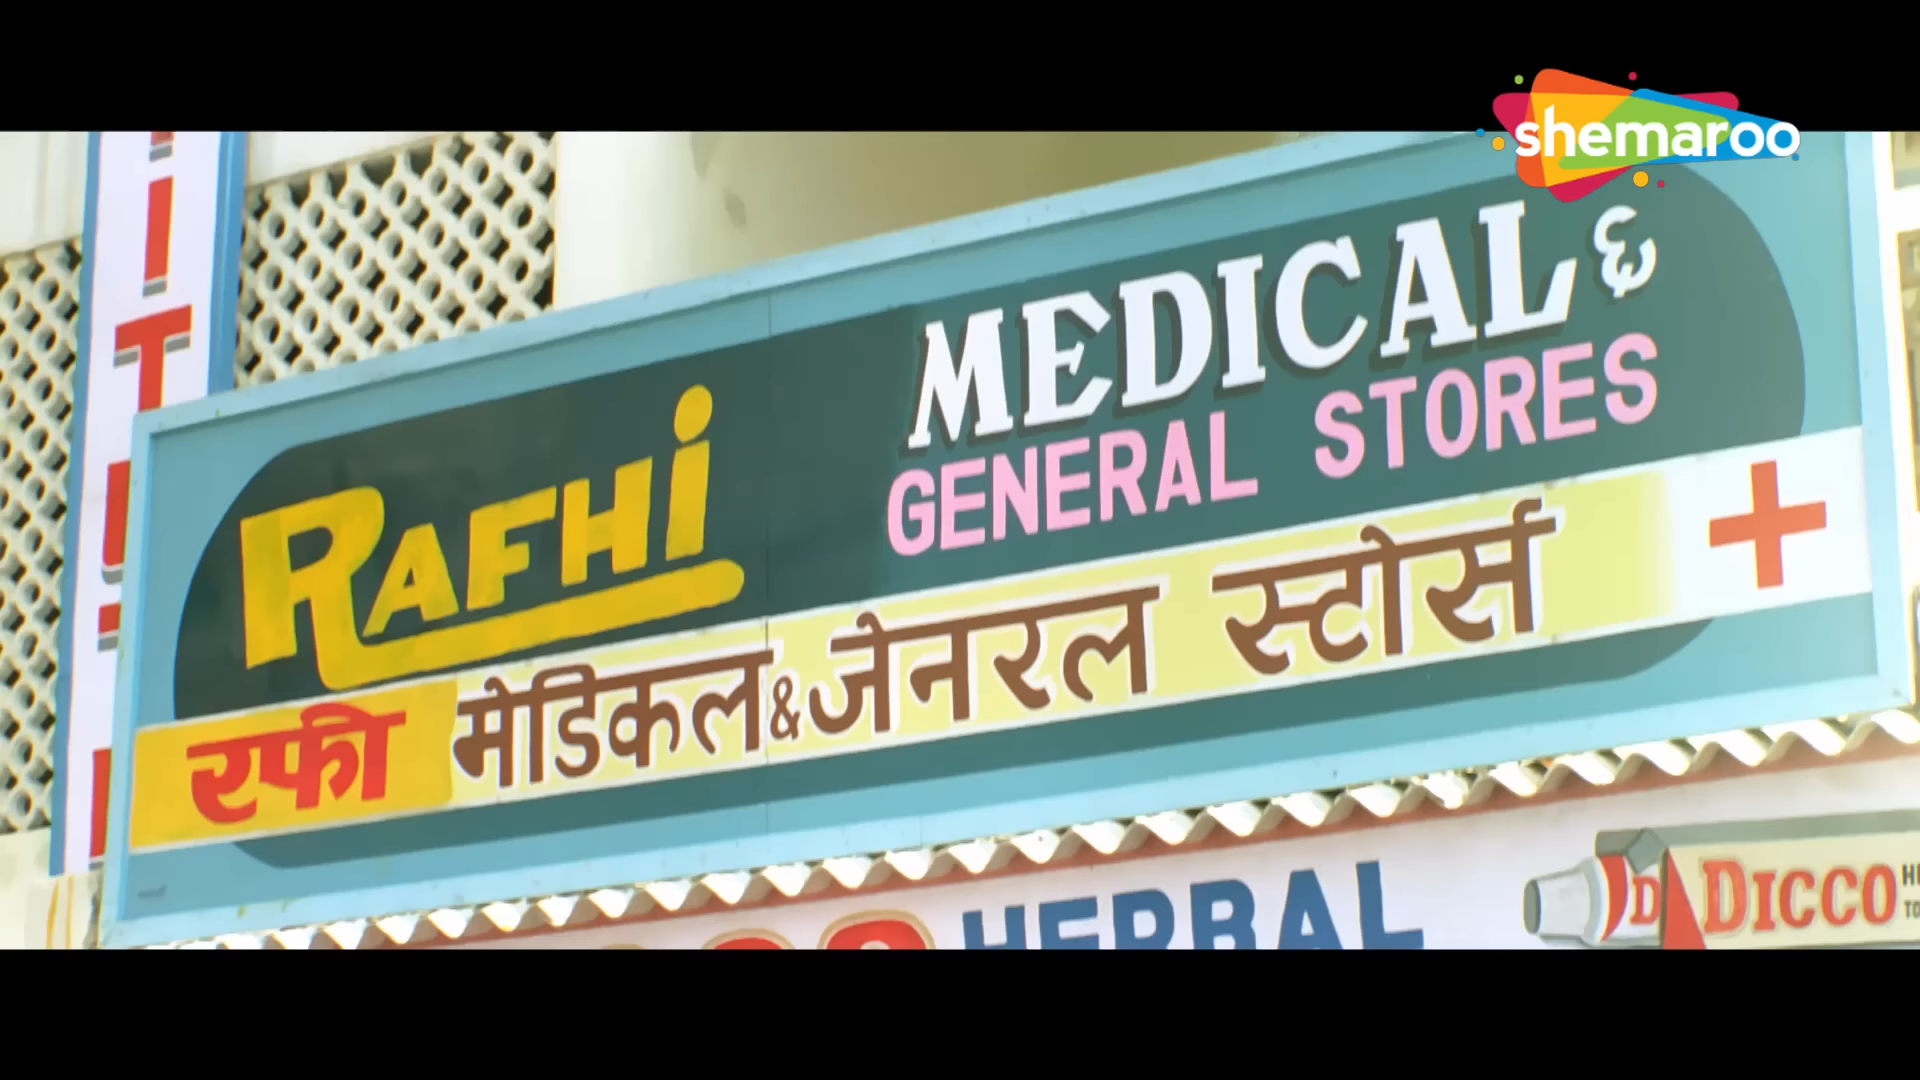 shemaroo
RAFHi
MEDICAL &
GENERAL STORES
रफी मेडिकल & जेनरल स्टोर्स
HERBAL
DICCO